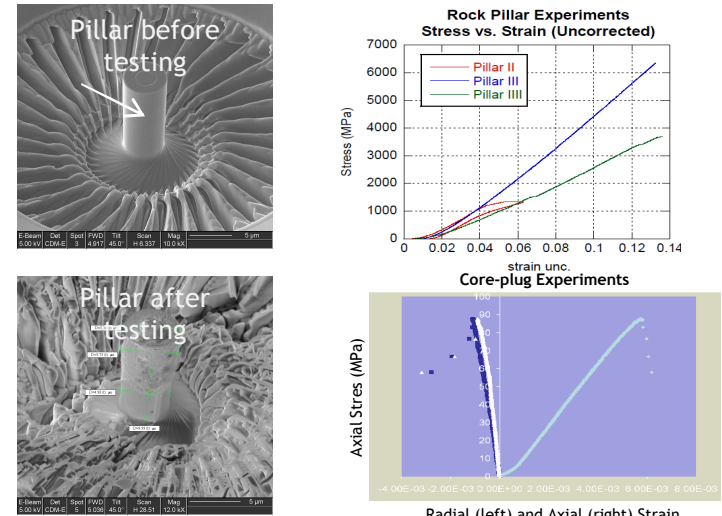 Pillar before
testing
E-Beam Det Spot FWD Tilt Scan Mag
5.00 kV CDM-E 3 4.917 45.0° H 6.337 10.0 kX 5 µm
Rock Pillar Experiments
Stress vs. Strain (Uncorrected)
7000
6000
5000
4000
3000
2000
1000
0
Stress (MPa)
Pillar II
Pillar III
Pillar IIII
0 0.02 0.04 0.06 0.08 0.1 0.12 0.14
strain unc.
Pillar after
testing
E-Beam Det Spot FWD Tilt Scan Mag
5.00 kV CDM-E 5 5.036 45.0° H 28.51 12.0 kX 5 µm
Core-plug Experiments
Axial Stres (MPa)
100
90
80
70
60
50
40
30
20
10
0
-4.00E-03 -2.00E-03 0.00E+00 2.00E-03 4.00E-03 6.00E-03 8.00E-03
Radial (left) and Axial (right) Strain